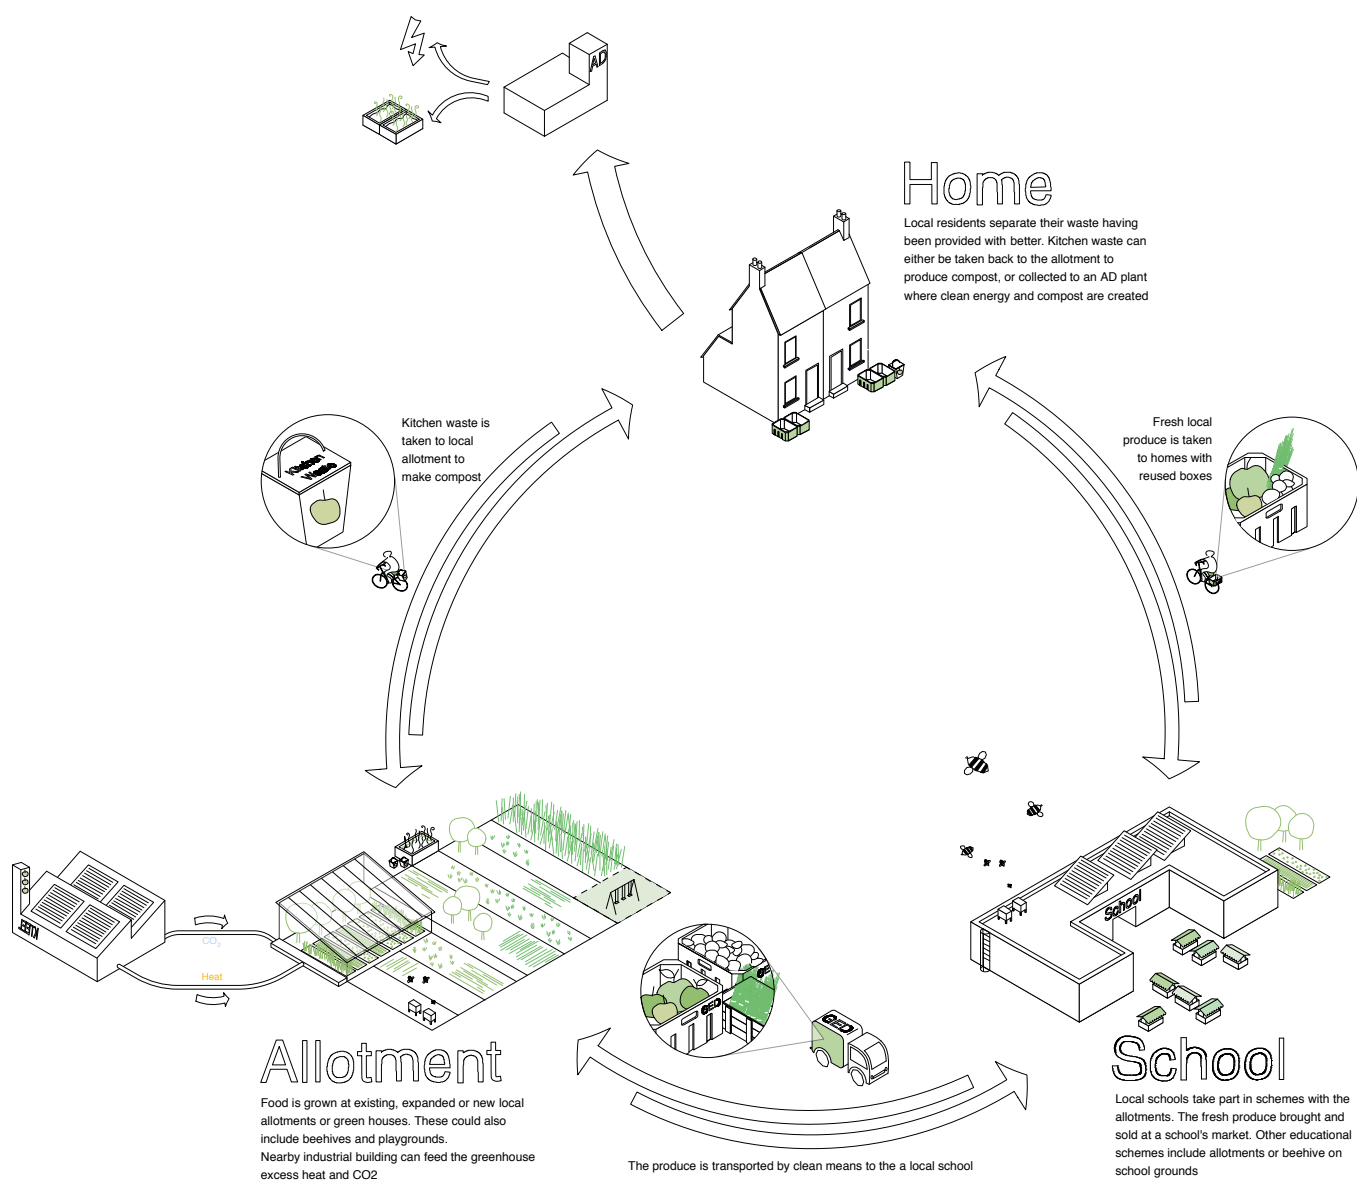 AD
Home
Local residents separate their waste having
been provided with better. Kitchen waste can
either be taken back to the allotment to
produce compost, or collected to an AD plant
where clean energy and compost are created
Kitchen waste is
taken to local
allotment to
make compost
Kitchen
Waste
Fresh local
produce is taken
to homes with
reused boxes
KLEEF
CO₂
Heat
School
GED
GED
GED
Allotment
Food is grown at existing, expanded or new local
allotments or green houses. These could also
include beehives and playgrounds.
Nearby industrial building can feed the greenhouse
excess heat and CO2
The produce is transported by clean means to the a local school
School
Local schools take part in schemes with the
allotments. The fresh produce brought and
sold at a school's market. Other educational
schemes include allotments or beehive on
school grounds